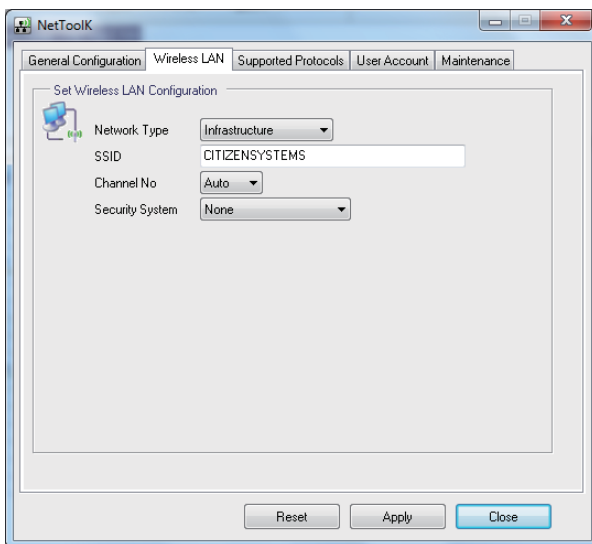 NetToolK
General Configuration Wireless LAN Supported Protocols User Account Maintenance
Set Wireless LAN Configuration
Network Type Infrastructure
SSID CITIZENSYSTEMS
Channel No Auto
Security System None
Reset Apply Close